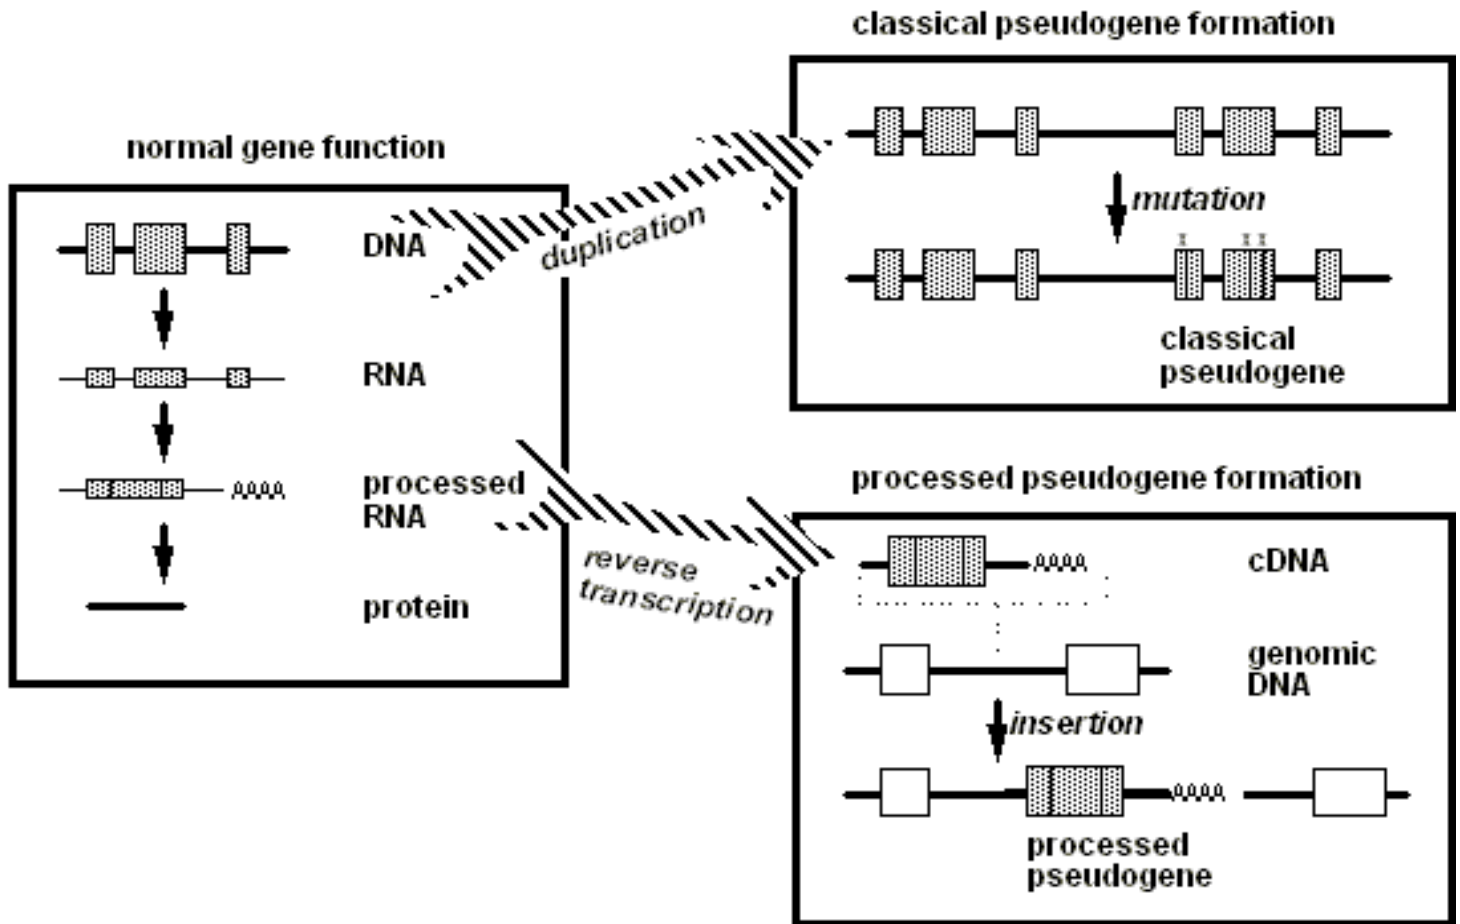 classical pseudogene formation
normal gene function
DNA
duplication
mutation
RNA
classical
pseudogene
processed
RNA
processed pseudogene formation
reverse
transcription
cDNA
protein
genomic
DNA
insertion
processed
pseudogene